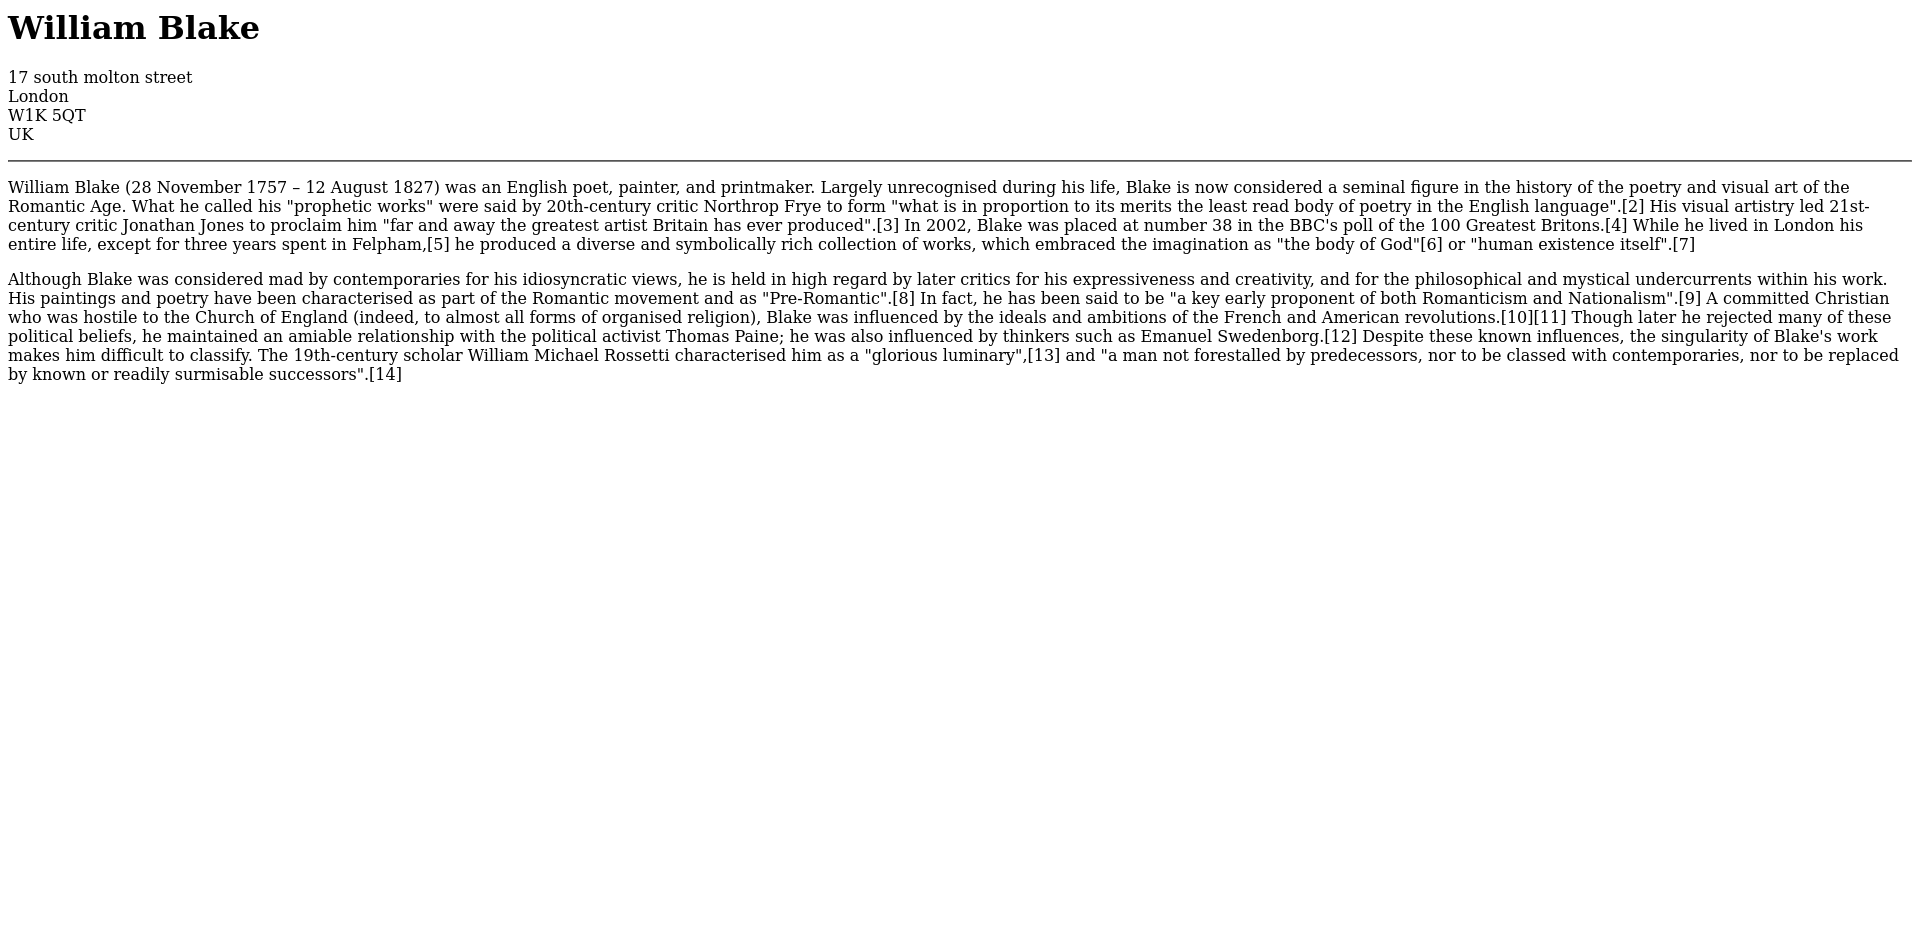 William Blake
17 south molton street
London
W1K 5QT
UK
William Blake (28 November 1757 – 12 August 1827) was an English poet, painter, and printmaker. Largely unrecognised during his life, Blake is now considered a seminal figure in the history of the poetry and visual art of the
Romantic Age. What he called his "prophetic works" were said by 20th-century critic Northrop Frye to form "what is in proportion to its merits the least read body of poetry in the English language".[2] His visual artistry led 21st-
century critic Jonathan Jones to proclaim him "far and away the greatest artist Britain has ever produced".[3] In 2002, Blake was placed at number 38 in the BBC's poll of the 100 Greatest Britons.[4] While he lived in London his
entire life, except for three years spent in Felpham,[5] he produced a diverse and symbolically rich collection of works, which embraced the imagination as "the body of God"[6] or "human existence itself".[7]
Although Blake was considered mad by contemporaries for his idiosyncratic views, he is held in high regard by later critics for his expressiveness and creativity, and for the philosophical and mystical undercurrents within his work.
His paintings and poetry have been characterised as part of the Romantic movement and as "Pre-Romantic".[8] In fact, he has been said to be "a key early proponent of both Romanticism and Nationalism".[9] A committed Christian
who was hostile to the Church of England (indeed, to almost all forms of organised religion), Blake was influenced by the ideals and ambitions of the French and American revolutions.[10][11] Though later he rejected many of these
political beliefs, he maintained an amiable relationship with the political activist Thomas Paine; he was also influenced by thinkers such as Emanuel Swedenborg.[12] Despite these known influences, the singularity of Blake's work
makes him difficult to classify. The 19th-century scholar William Michael Rossetti characterised him as a "glorious luminary",[13] and "a man not forestalled by predecessors, nor to be classed with contemporaries, nor to be replaced
by known or readily surmisable successors".[14]